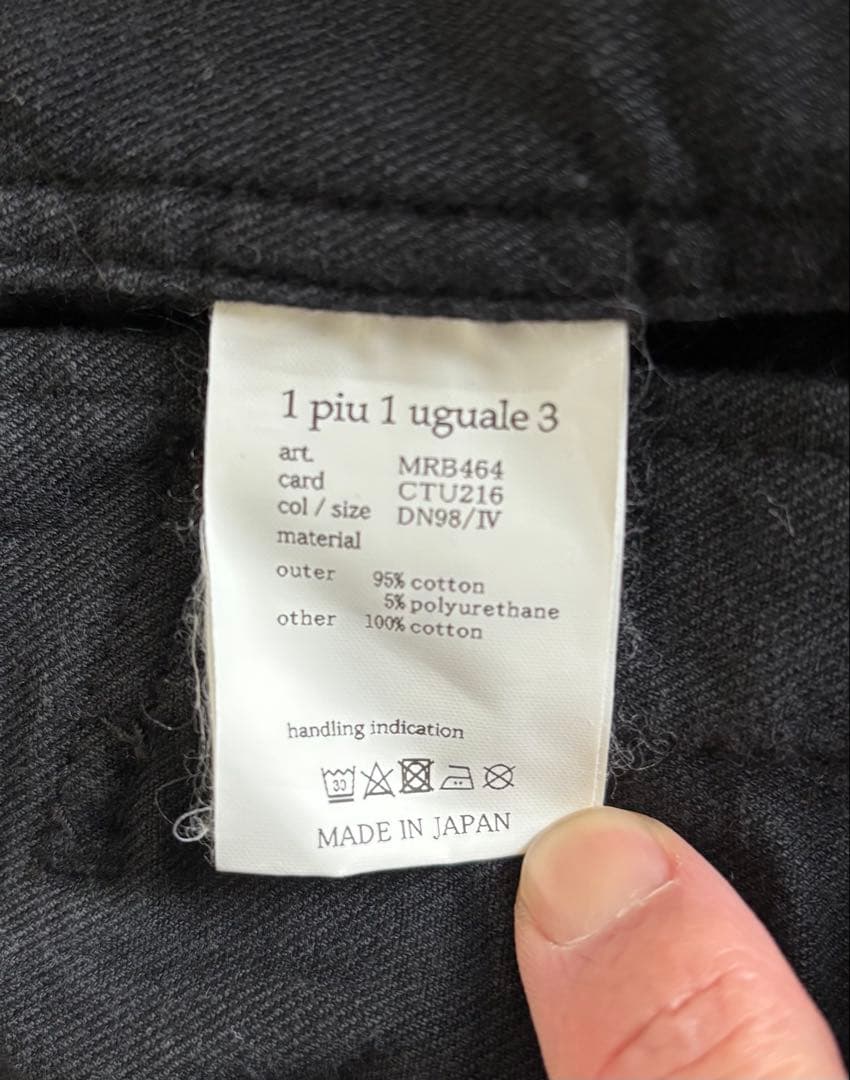 1 piu 1 uguale 3
art. MRB464
card CTU216
col / size DN98/IV
material
outer 95% cotton
5% polyurethane
other 100% cotton
handling indication
30
MADE IN JAPAN